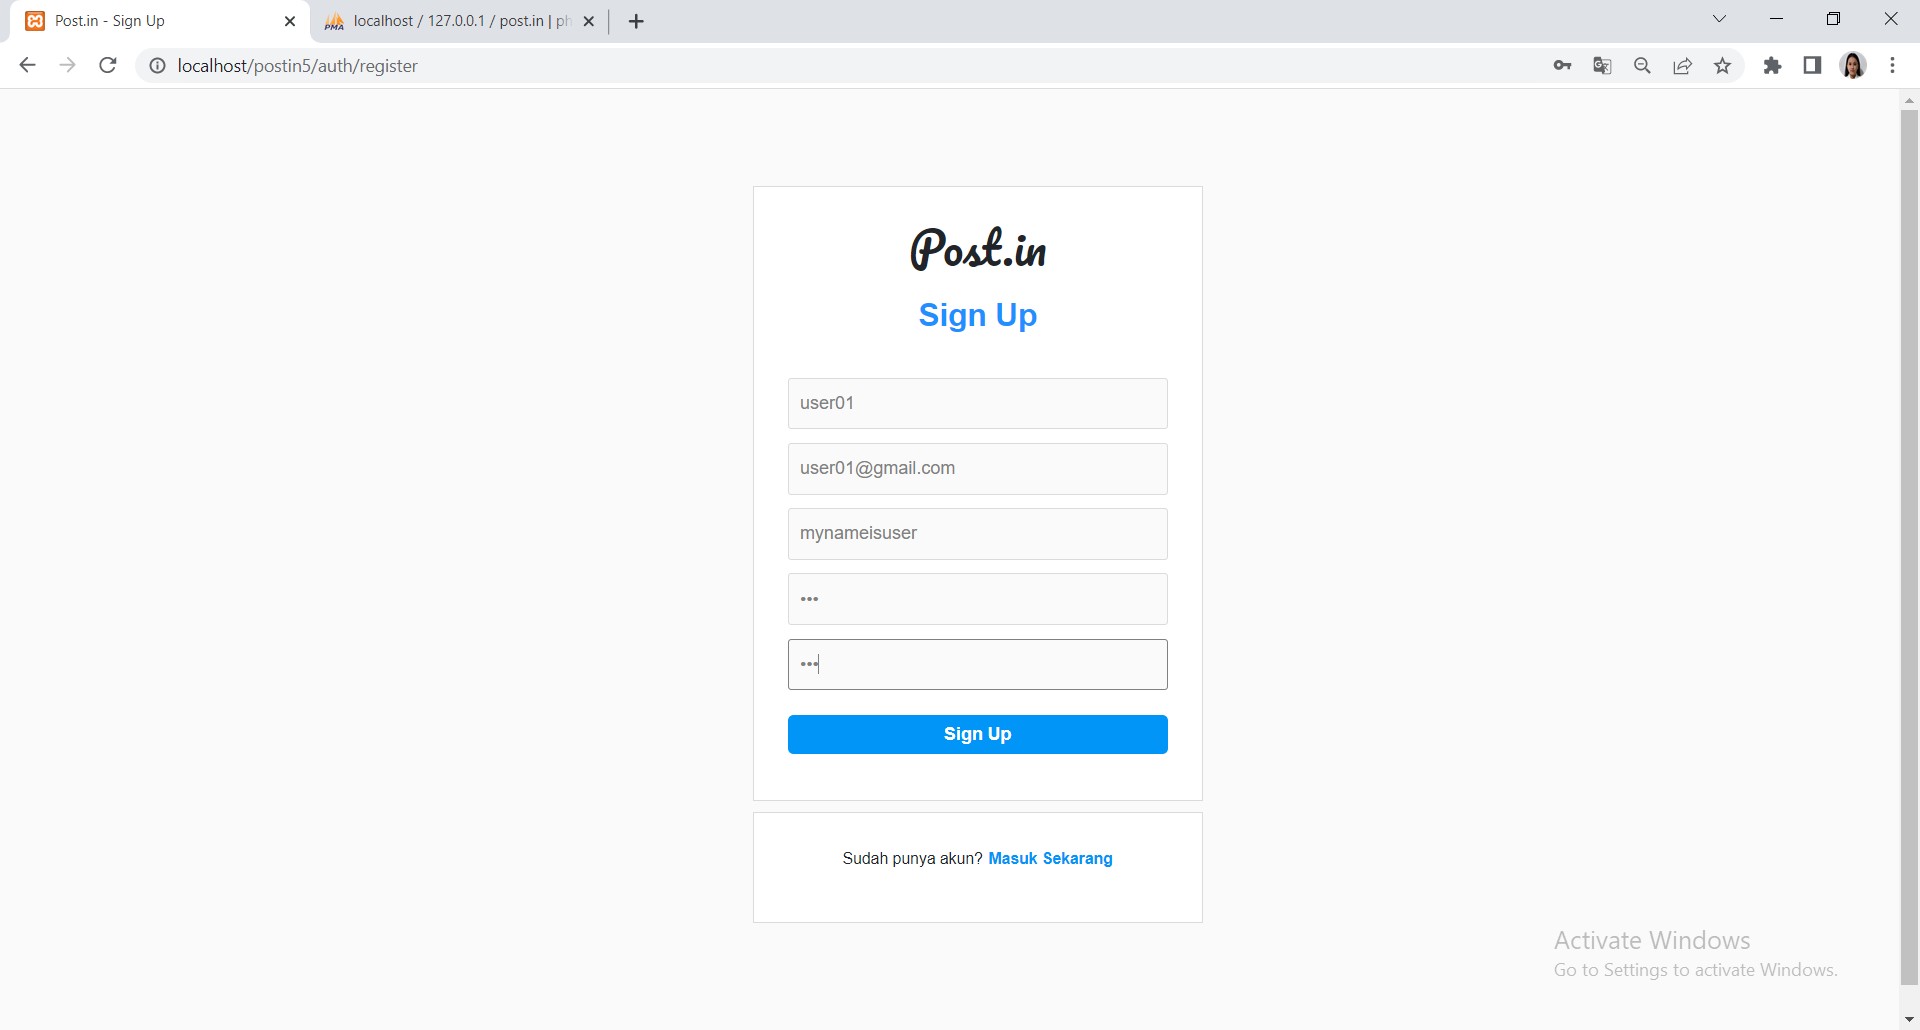 Post.in - Sign Up
localhost / 127.0.0.1 / post.in | ph
localhost/postin5/auth/register
Post.in
Sign Up
user01
user01@gmail.com
mynameisuser
•••
•••
Sign Up
Sudah punya akun? Masuk Sekarang
Activate Windows
Go to Settings to activate Windows.